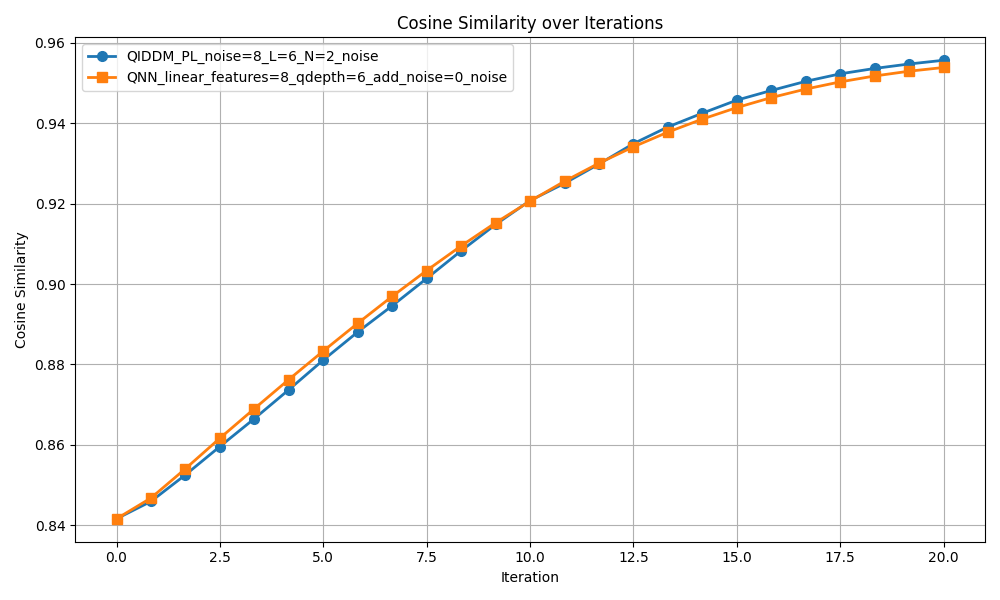 Cosine Similarity over Iterations
QIDDM_PL_noise=8_L=6_N=2_noise
QNN_linear_features=8_qdepth=6_add_noise=0_noise
Cosine Similarity
0.96
0.94
0.92
0.90
0.88
0.86
0.84
0.0 2.5 5.0 7.5 10.0 12.5 15.0 17.5 20.0
Iteration